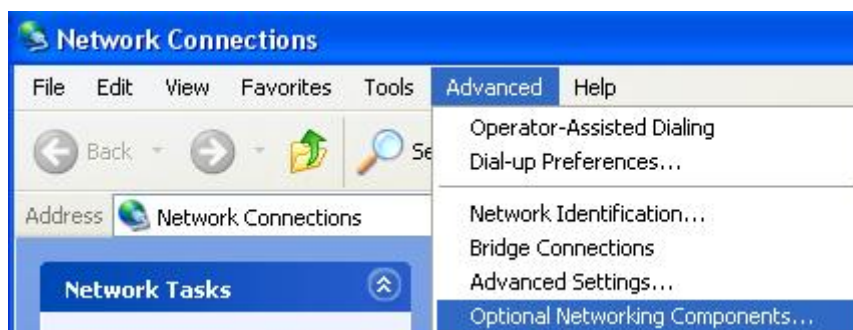 Network Connections
File Edit View Favorites Tools Advanced Help
Operator-Assisted Dialing
Back
Dial-up Preferences...
Address Network Connections
Network Identification...
Bridge Connections
Network Tasks
Advanced Settings...
Optional Networking Components...